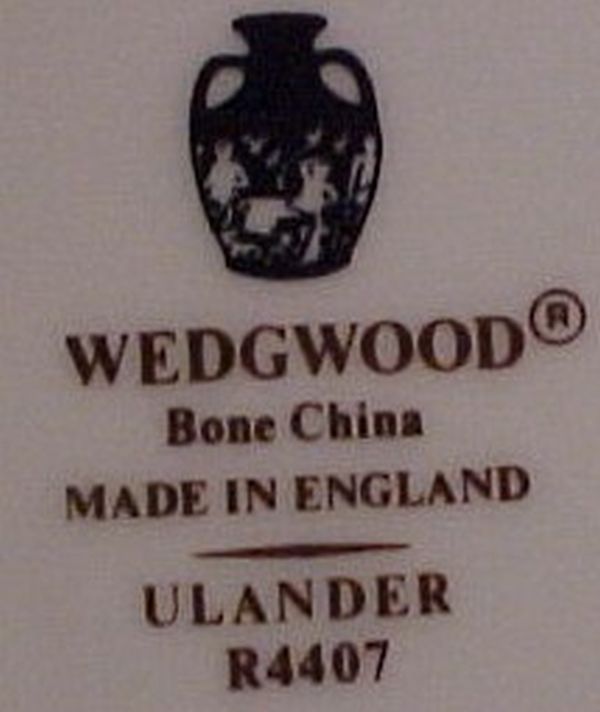 WEDGWOOD®
Bone China
MADE IN ENGLAND
ULANDER
R4407